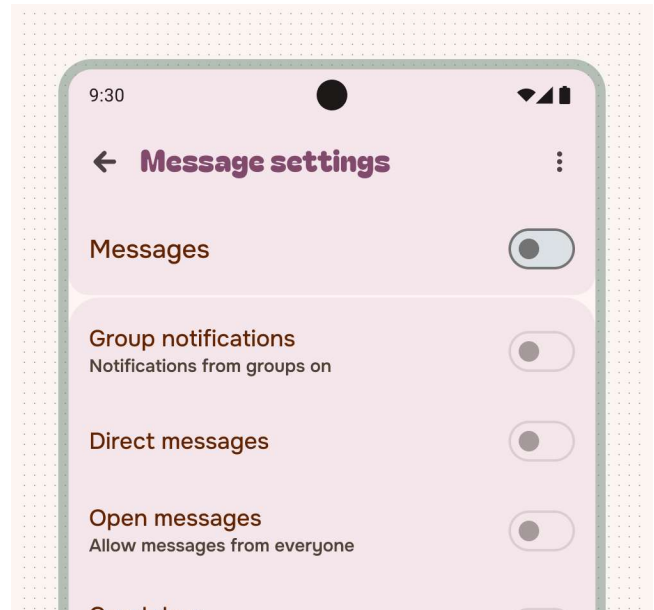 9:30
Message settings
Messages
Group notifications
Notifications from groups on
Direct messages
Open messages
Allow messages from everyone